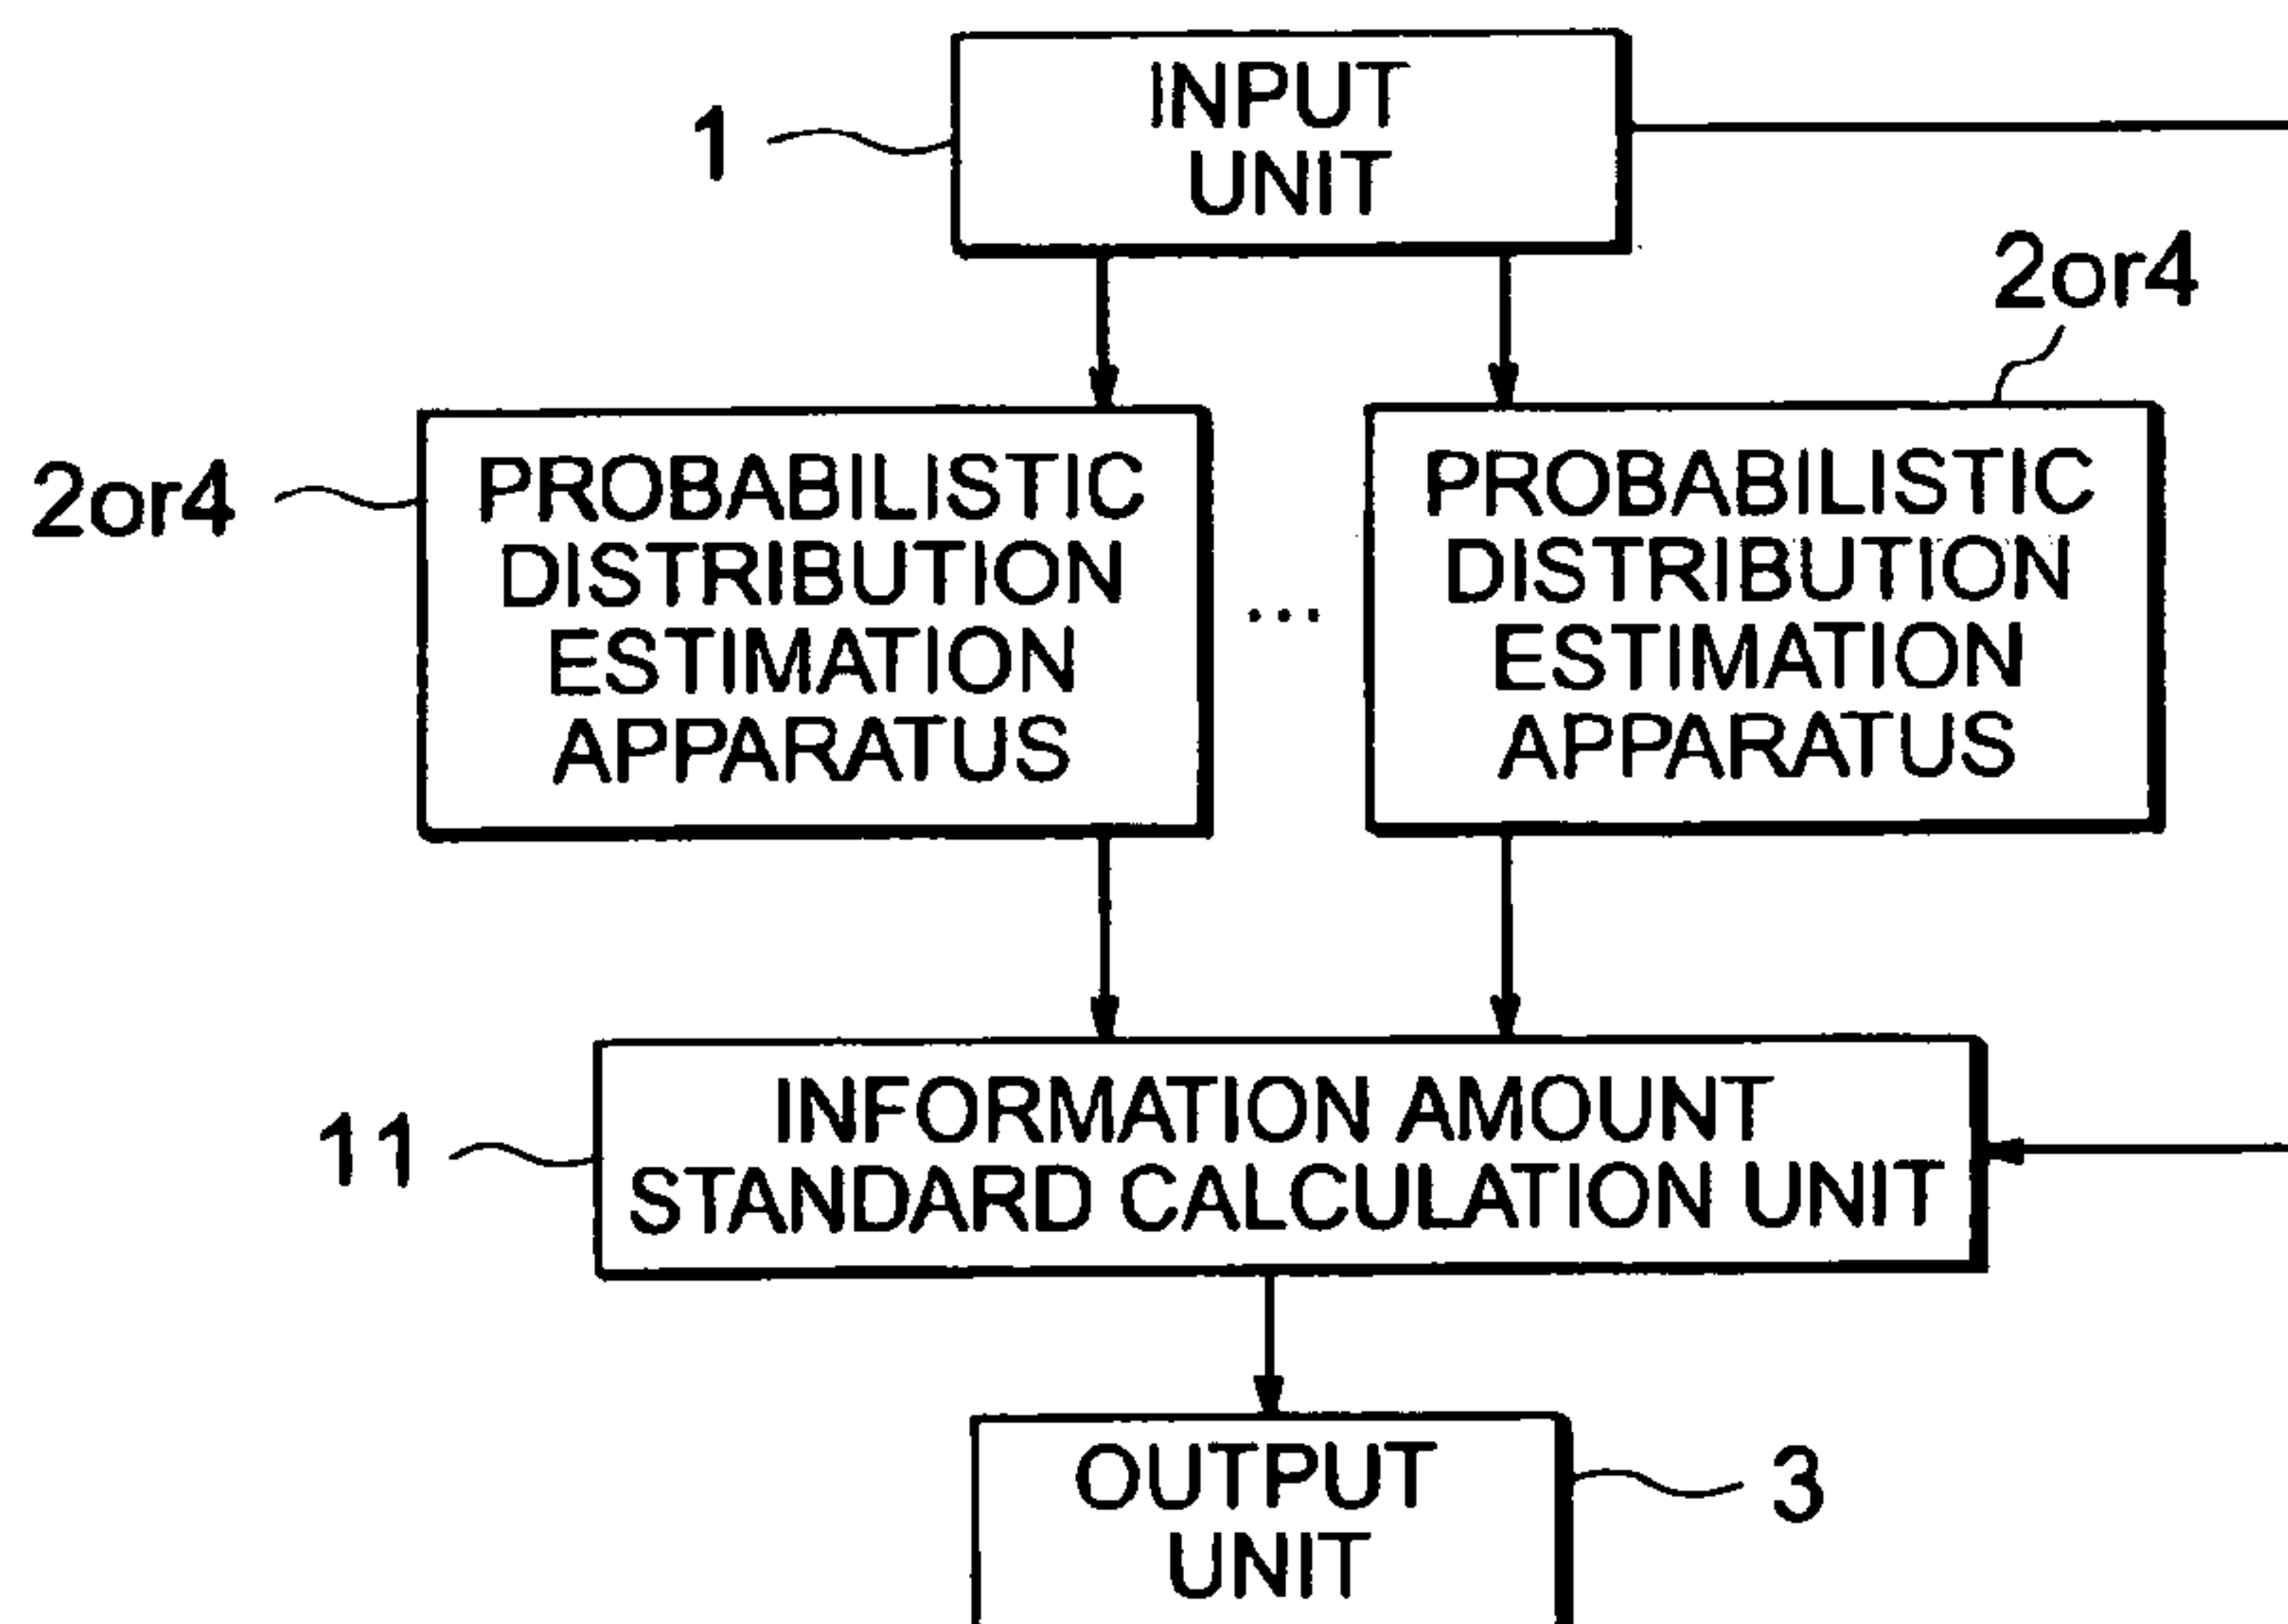 INPUT
UNIT
1
2or4
2or4
PROBABILISTIC
DISTRIBUTION
ESTIMATION
APPARATUS
...
PROBABILISTIC
DISTRIBUTION
ESTIMATION
APPARATUS
11
INFORMATION AMOUNT
STANDARD CALCULATION UNIT
OUTPUT
UNIT
3